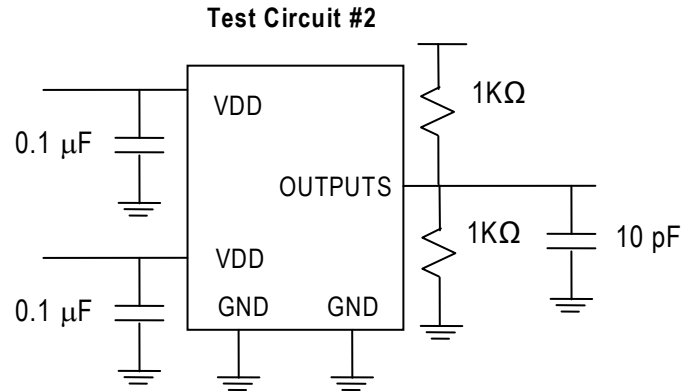 Test Circuit #2
VDD
1KΩ
0.1 μF
OUTPUTS
1KΩ
10 pF
VDD
0.1 μF
GND
GND